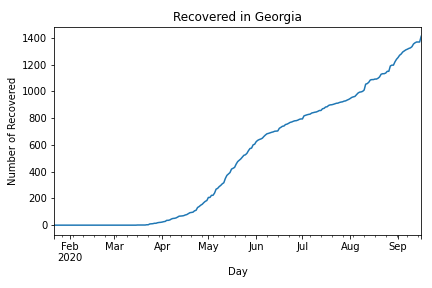 Recovered in Georgia
Number of Recovered
1400
1200
1000
800
600
400
200
0
Feb Mar Apr May Jun Jul Aug Sep
2020
Day